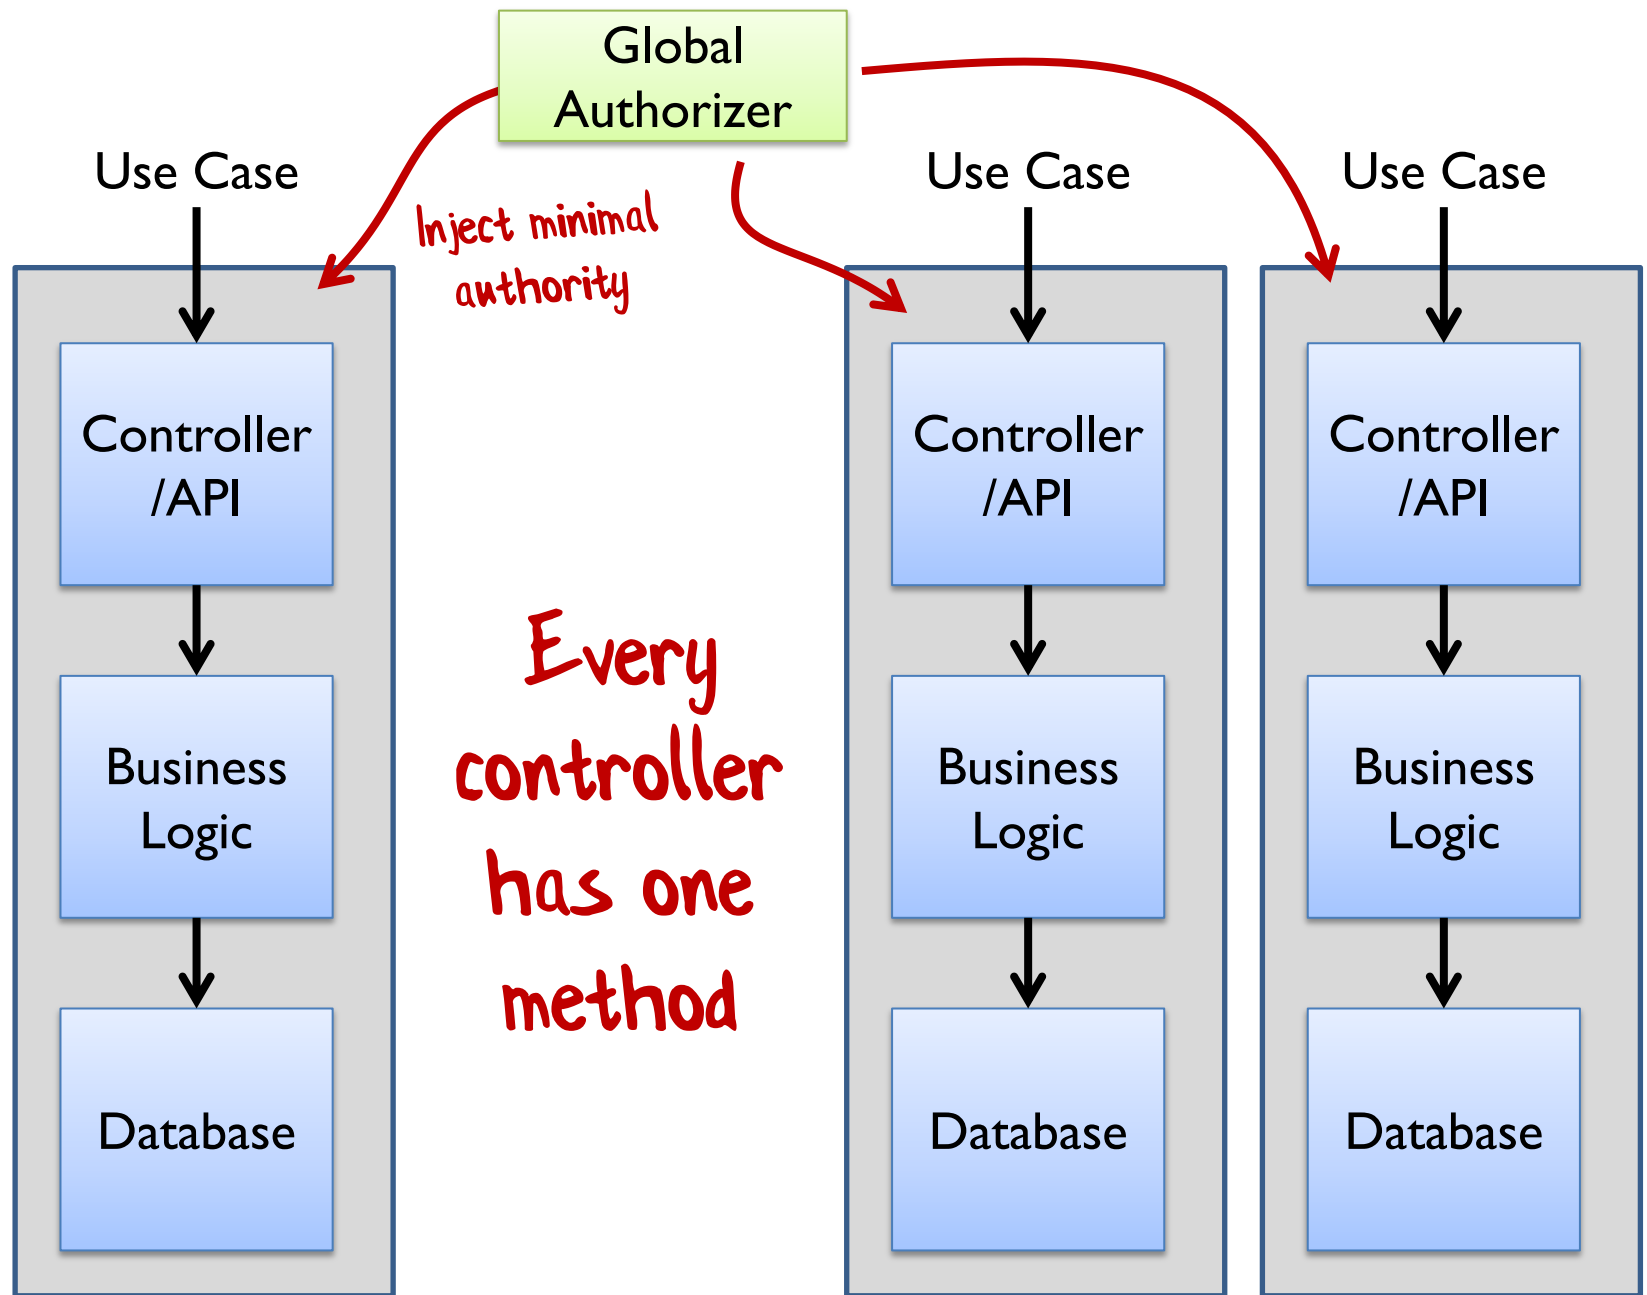 Global
Authorizer
Use Case
Use Case
Use Case
Inject minimal
authority
Controller
/API
Controller
/API
Controller
/API
Every
controller
has one
method
Business
Logic
Business
Logic
Business
Logic
Database
Database
Database